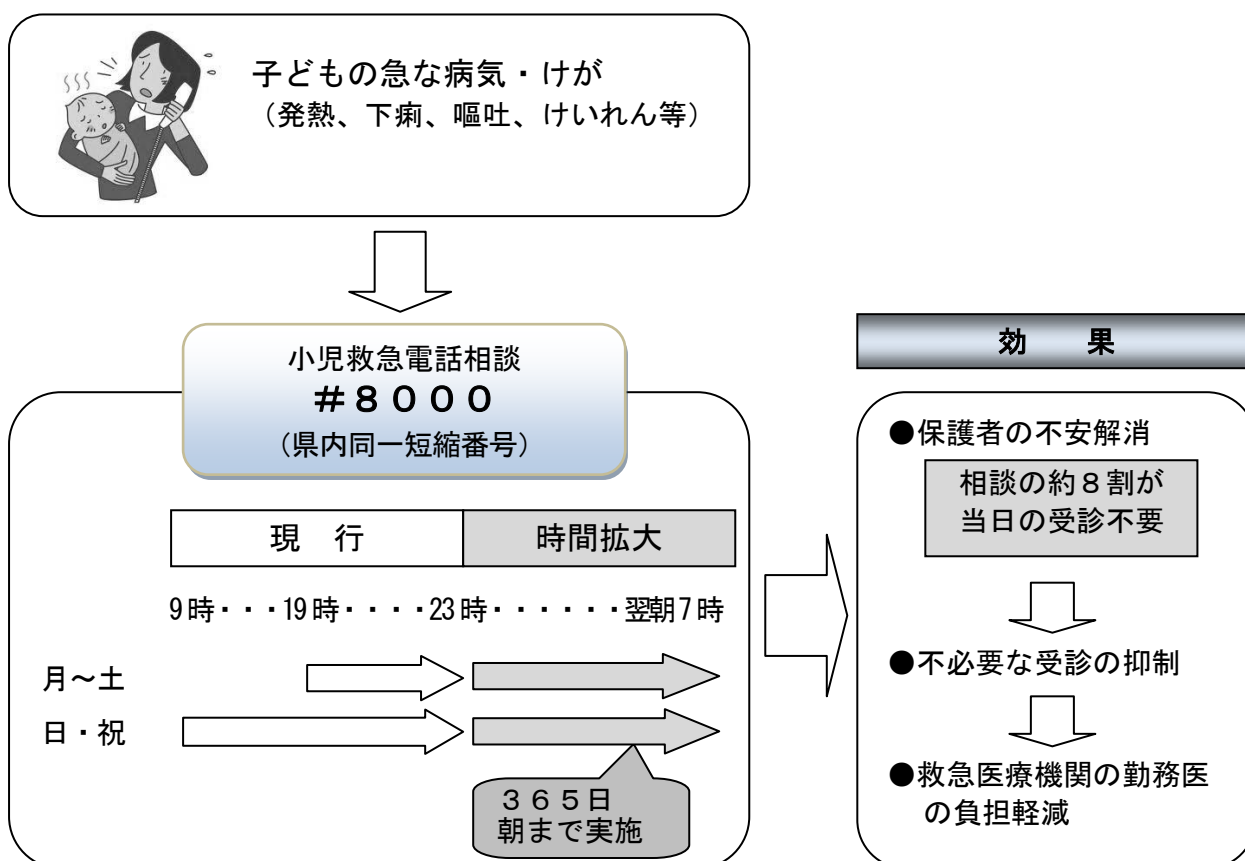 子どもの急な病気・けが
（発熱、下痢、嘔吐、けいれん等）
小児救急電話相談
＃８０００
（県内同一短縮番号）
現　行
時間拡大
9時・・・19時・・・・23時・・・・・・翌朝7時
月～土
日・祝
３６５日
朝まで実施
効　果
●保護者の不安解消
相談の約８割が
当日の受診不要
●不必要な受診の抑制
●救急医療機関の勤務医
の負担軽減